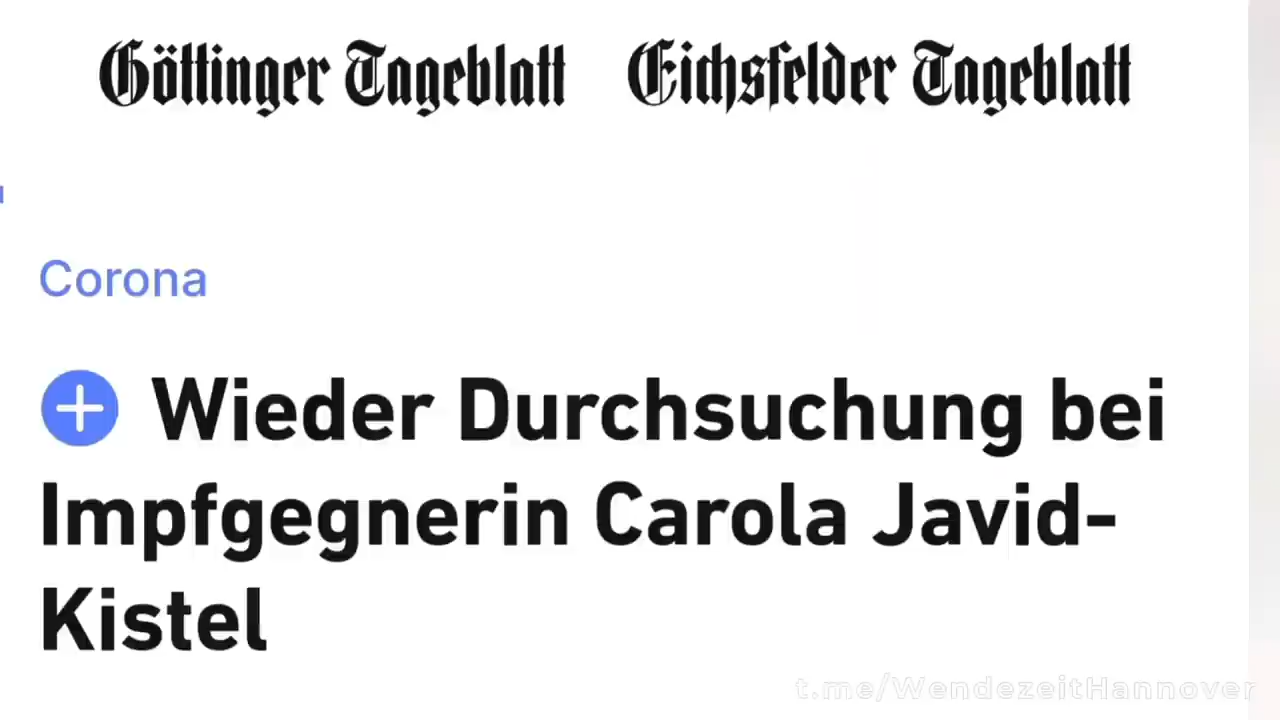 Göttinger Tageblatt Eichsfelder Tageblatt
Corona
Wieder Durchsuchung bei
Impfgegnerin Carola Javid-
Kistel
t.me/WendezeitHannover